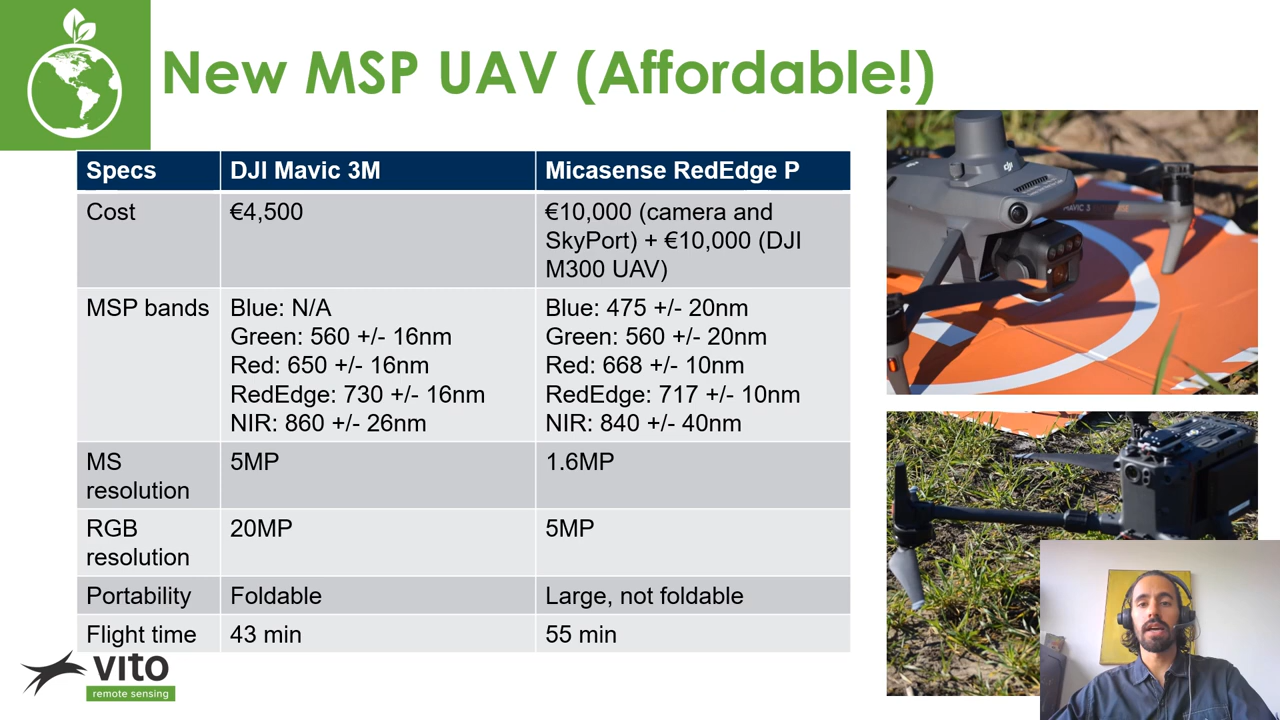 New MSP UAV (Affordable!)
Specs
DJI Mavic 3M
Micasense RedEdge P
Cost
€4,500
€10,000 (camera and
SkyPort) + €10,000 (DJI
M300 UAV)
MSP bands
Blue: N/A
Green: 560 +/- 16nm
Red: 650 +/- 16nm
RedEdge: 730 +/- 16nm
NIR: 860 +/- 26nm
Blue: 475 +/- 20nm
Green: 560 +/- 20nm
Red: 668 +/- 10nm
RedEdge: 717 +/- 10nm
NIR: 840 +/- 40nm
MS
resolution
5MP
1.6MP
RGB
resolution
20MP
5MP
Portability
Foldable
Large, not foldable
Flight time
43 min
55 min
vito
remote sensing
dji
MAVIC 3